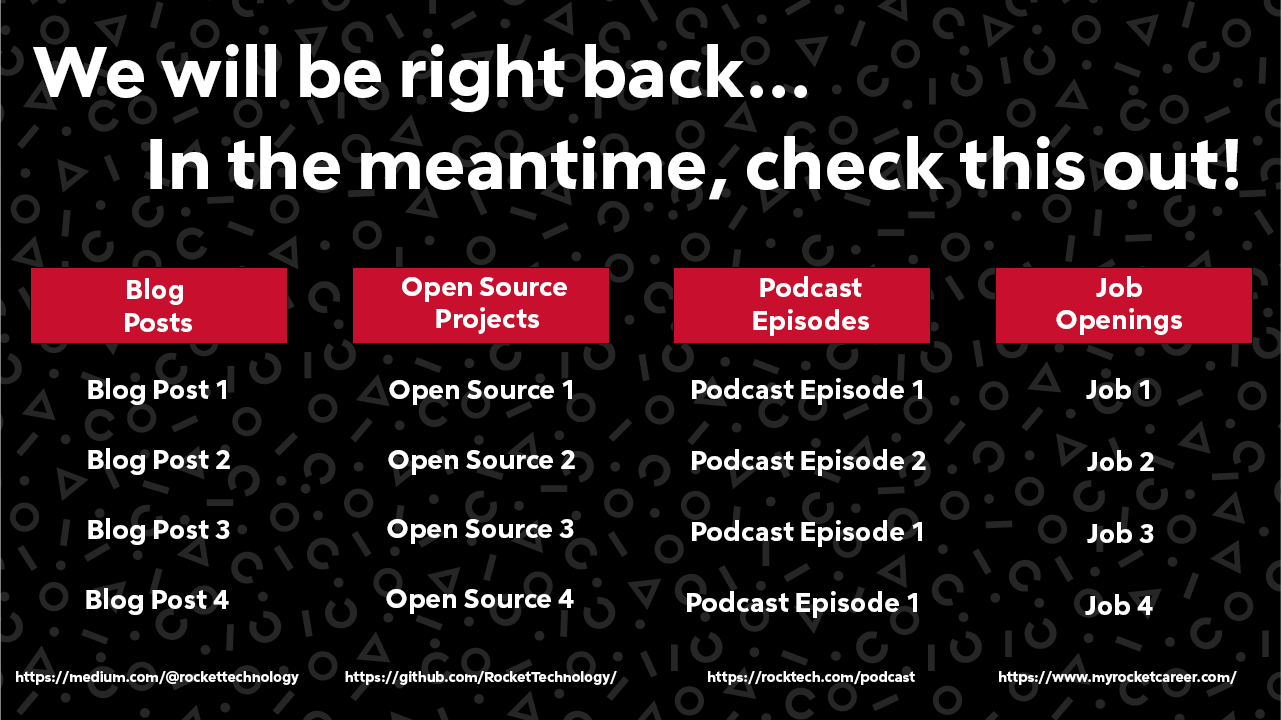 We will be right back...
In the meantime, check this out!
Blog
Posts
Blog Post 1
Blog Post 2
Blog Post 3
Blog Post 4
https://medium.com/@rockettechnology
Open Source
Projects
Open Source 1
Open Source 2
Open Source 3
Open Source 4
https://github.com/RocketTechnology/
Podcast
Episodes
Podcast Episode 1
Podcast Episode 2
Podcast Episode 1
Podcast Episode 1
https://rocktech.com/podcast
Job
Openings
Job 1
Job 2
Job 3
Job 4
https://www.myrocketcareer.com/